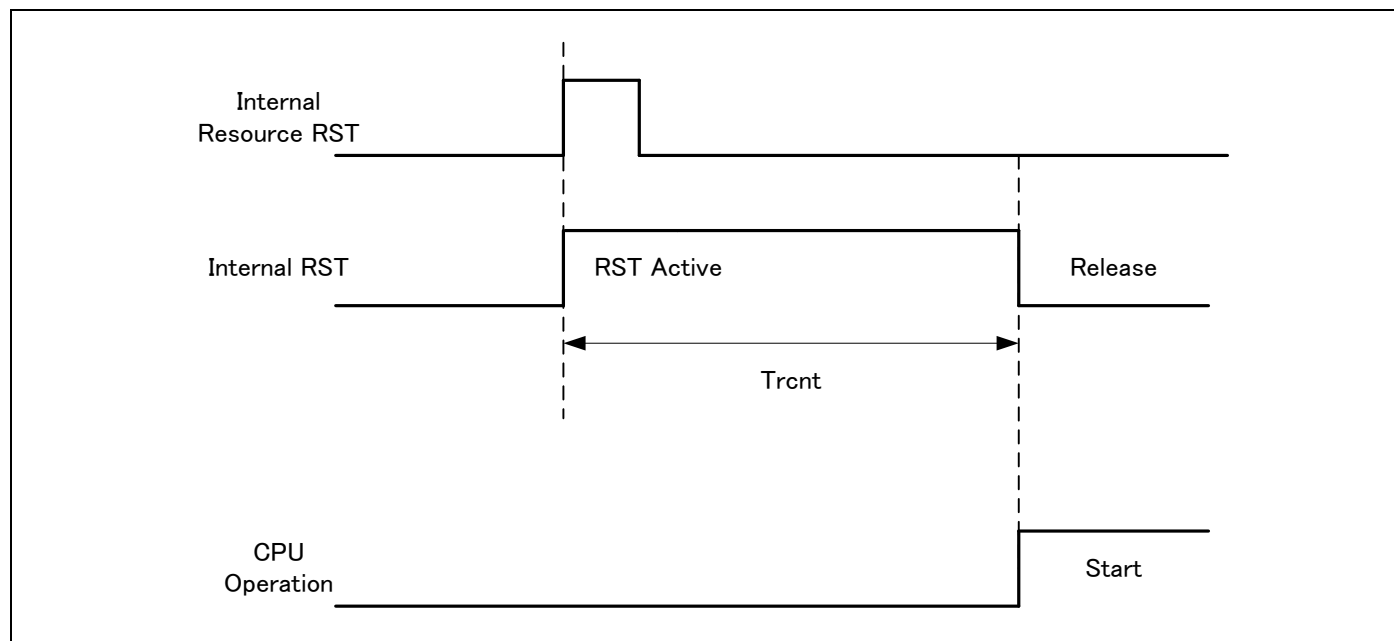 Internal
Resource RST
Internal RST
RST Active
Release
Trcnt
CPU
Operation
Start